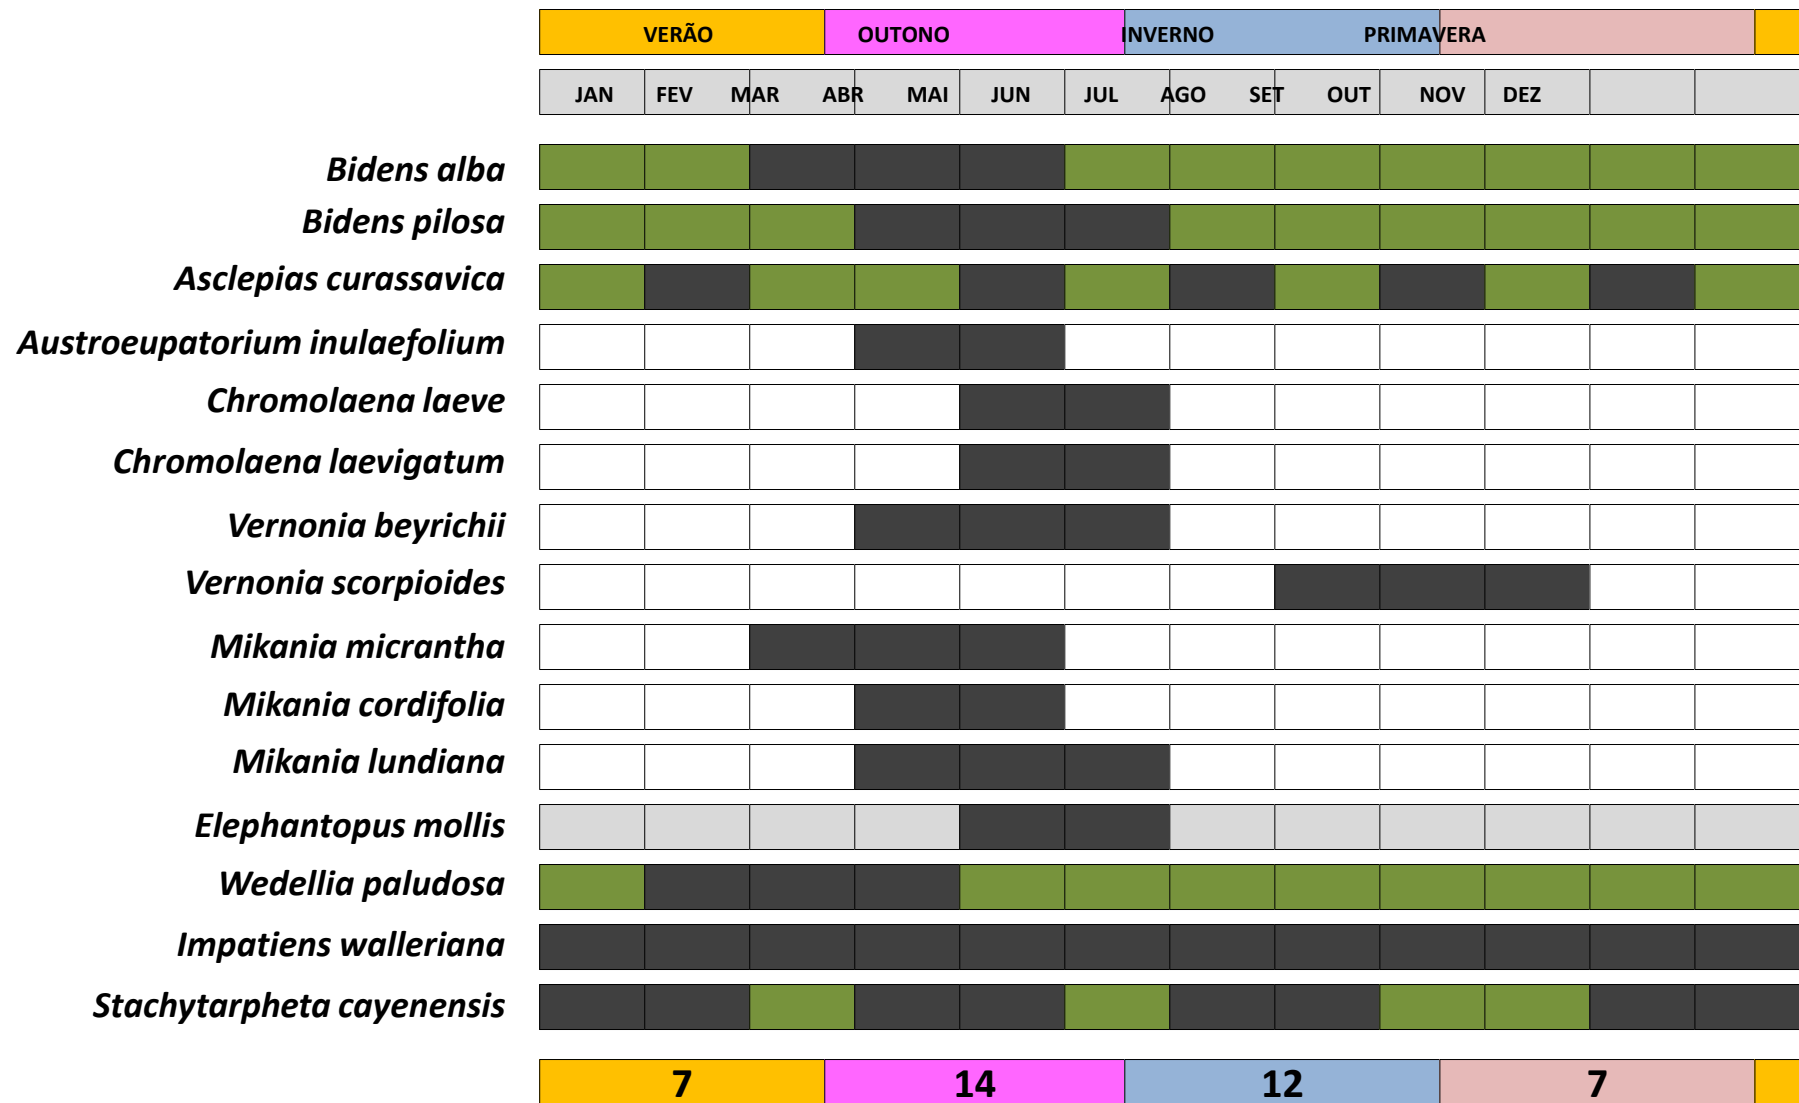 VERÃO OUTONO INVERNO PRIMAVERA
JAN FEV MAR ABR MAI JUN JUL AGO SET OUT NOV DEZ
Bidens alba
Bidens pilosa
Asclepias curassavica
Austroeupatorium inulaefolium
Chromolaena laeve
Chromolaena laevigatum
Vernonia beyrichii
Vernonia scorpioides
Mikania micrantha
Mikania cordifolia
Mikania lundiana
Elephantopus mollis
Wedellia paludosa
Impatiens walleriana
Stachytarpheta cayenensis
7 14 12 7